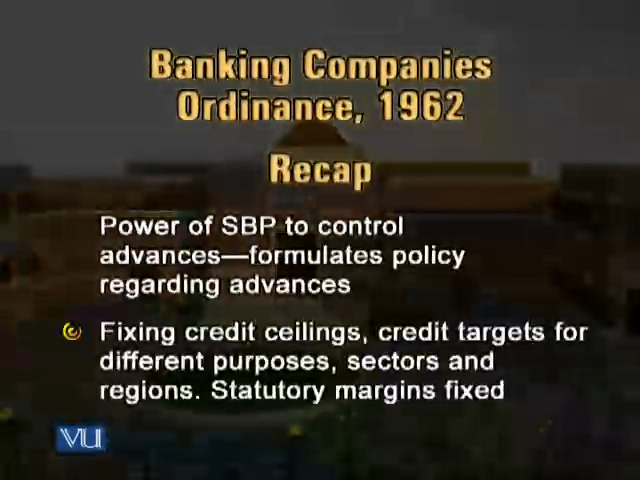 Banking Companies
Ordinance, 1962
Recap
Power of SBP to control
advances—formulates policy
regarding advances
Fixing credit ceilings, credit targets for
different purposes, sectors and
regions. Statutory margins fixed
VU